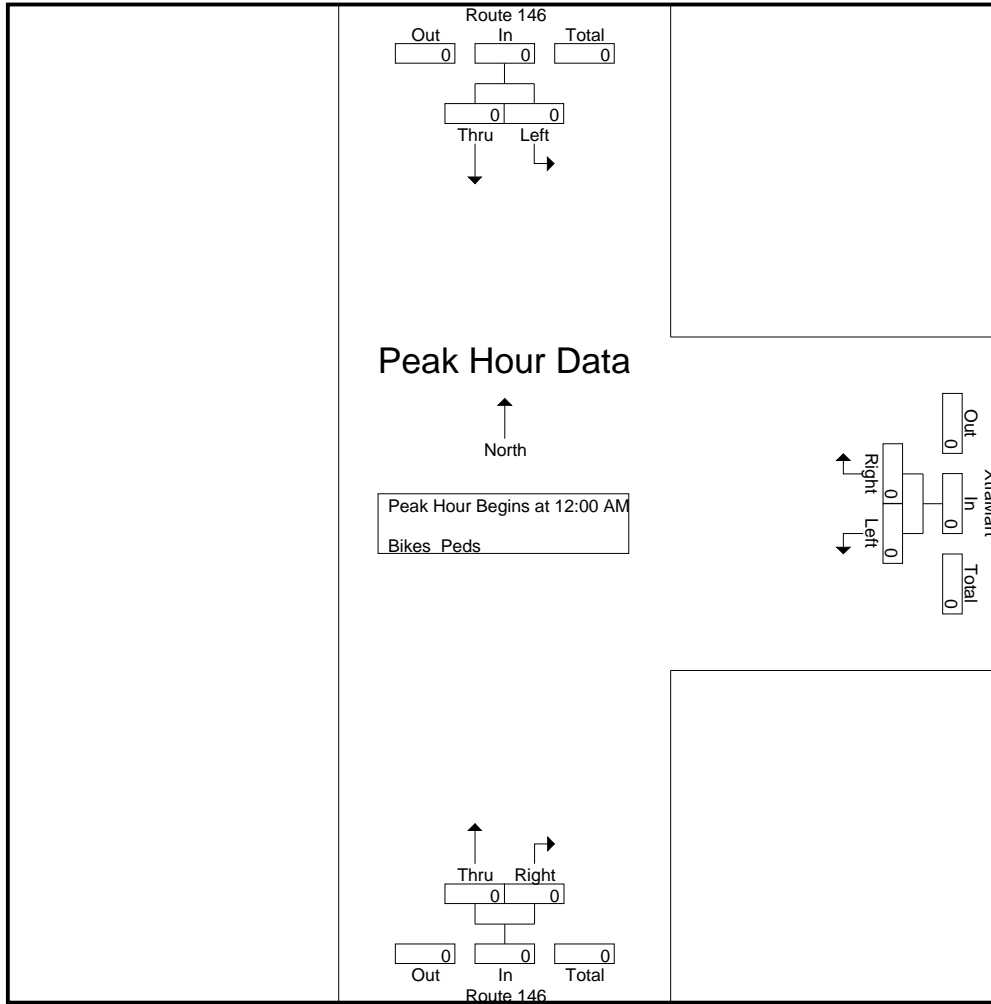 Route 146
Out In Total
0 0 0
0 0
Thru Left
Peak Hour Data
North
Peak Hour Begins at 12:00 AM
Bikes Peds
Out In Total
0 0 0
Right Left
0 0
Thru Right
0 0
0 0 0
Out In Total
Route 146